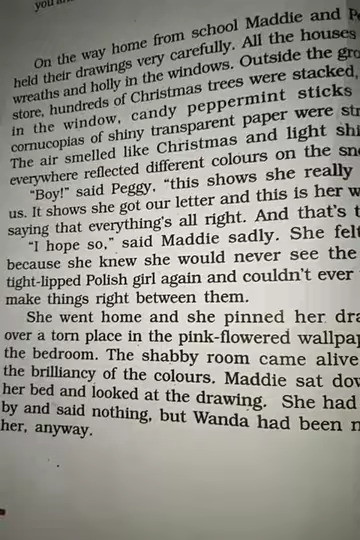 On the way home from school Maddie and
held their drawings very carefully. All the houses
wreaths and holly in the windows. Outside the
store, hundreds of Christmas trees were stacked,
in the window, candy peppermint sticks
cornucopias of shiny transparent paper were
The air smelled like Christmas and light
everywhere reflected different colours on the
"Boy!" said Peggy, "this shows she really
us. It shows she got our letter and this is her
saying that everything's all right. And that's
"I hope so," said Maddie sadly. She felt
because she knew she would never see the
tight-lipped Polish girl again and couldn't ever
make things right between them.
She went home and she pinned her
over a torn place in the pink-flowered
the bedroom. The shabby room came alive
the brilliancy of the colours. Maddie sat
her bed and looked at the drawing. She had
by and said nothing, but Wanda had been
her, anyway.